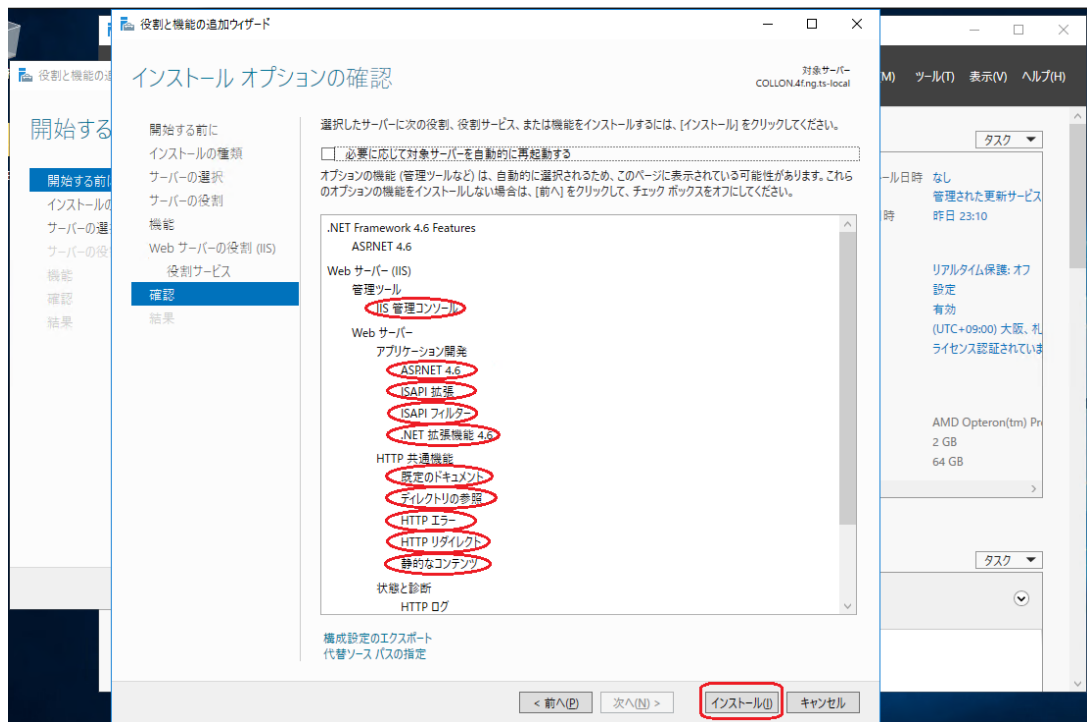 役割と機能の追加ウィザード
インストール オプションの確認
対象サーバー
COLLON.4f.ng.ts-local
開始する前に
インストールの種類
サーバーの選択
サーバーの役割
機能
Web サーバーの役割 (IIS)
役割サービス
確認
結果
選択したサーバーに次の役割、役割サービス、または機能をインストールするには、[インストール] をクリックしてください。
必要に応じて対象サーバーを自動的に再起動する
オプションの機能 (管理ツールなど) は、自動的に選択されるため、このページに表示されている可能性があります。これら
のオプションの機能をインストールしない場合は、[前へ] をクリックして、チェック ボックスをオフにしてください。
.NET Framework 4.6 Features
ASP.NET 4.6
Web サーバー (IIS)
管理ツール
IIS 管理コンソール
Web サーバー
アプリケーション開発
ASP.NET 4.6
ISAPI 拡張
ISAPI フィルター
.NET 拡張機能 4.6
HTTP 共通機能
既定のドキュメント
ディレクトリの参照
HTTP エラー
HTTP リダイレクト
静的なコンテンツ
状態と診断
HTTP ログ
構成設定のエクスポート
代替ソース パスの指定
< 前へ(P)
次へ(N) >
インストール(I)
キャンセル
役割と機能の追
開始する
開始する前に
インストールの
サーバーの選
サーバーの役
機能
確認
結果
M) ツール(T) 表示(V) ヘルプ(H)
タスク
ール日時 なし
管理された更新サービス
時 昨日 23:10
リアルタイム保護: オフ
設定
有効
(UTC+09:00) 大阪、札
ライセンス認証されていま
AMD Opteron(tm) Pr
2 GB
64 GB
タスク